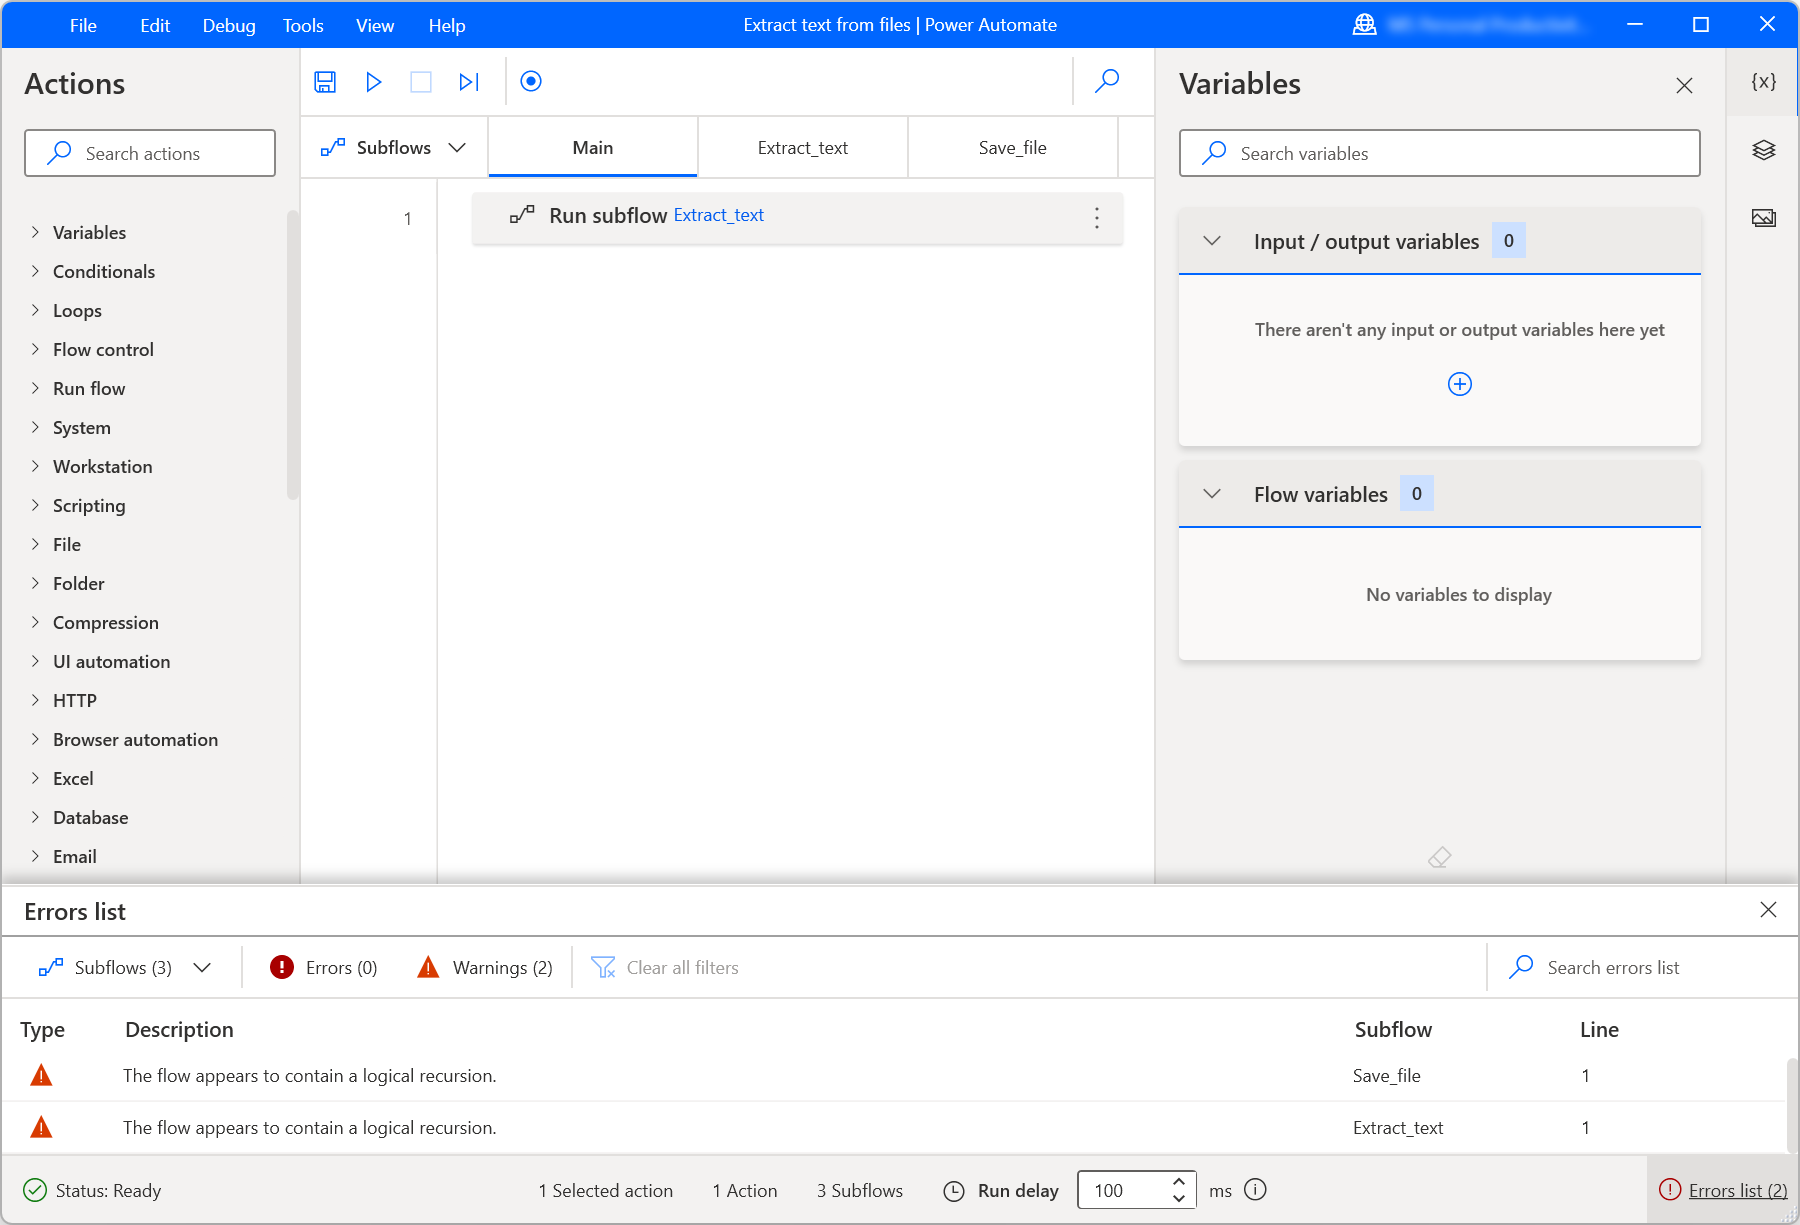 File Edit Debug Tools View Help
Extract text from files | Power Automate
Actions
Search actions
Variables
Conditionals
Loops
Flow control
Run flow
System
Workstation
Scripting
File
Folder
Compression
UI automation
HTTP
Browser automation
Excel
Database
Email
Subflows
Main
Extract_text
Save_file
1
Run subflow Extract_text
Variables
{x}
Search variables
Input / output variables 0
There aren't any input or output variables here yet
Flow variables 0
No variables to display
Errors list
Subflows (3)
Errors (0)
Warnings (2)
Clear all filters
Search errors list
Type Description Subflow Line
The flow appears to contain a logical recursion. Save_file 1
The flow appears to contain a logical recursion. Extract_text 1
Status: Ready
1 Selected action
1 Action
3 Subflows
Run delay
100
ms
Errors list (2)